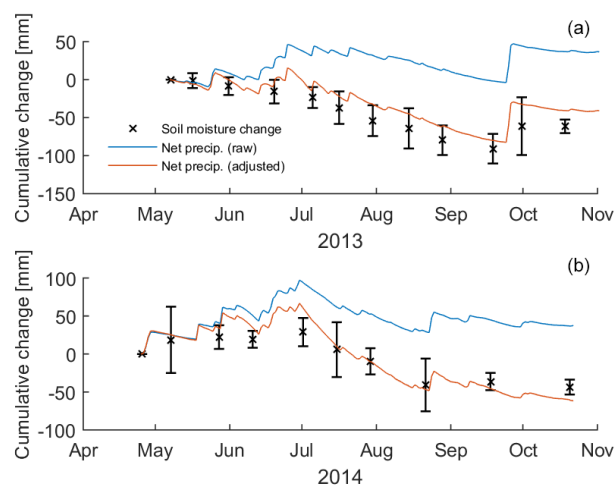 (a)
Cumulative change [mm]
50
0
-50
-100
-150
Soil moisture change
Net precip. (raw)
Net precip. (adjusted)
Apr May Jun Jul Aug Sep Oct Nov
2013
(b)
Cumulative change [mm]
100
50
0
-50
-100
Apr May Jun Jul Aug Sep Oct Nov
2014